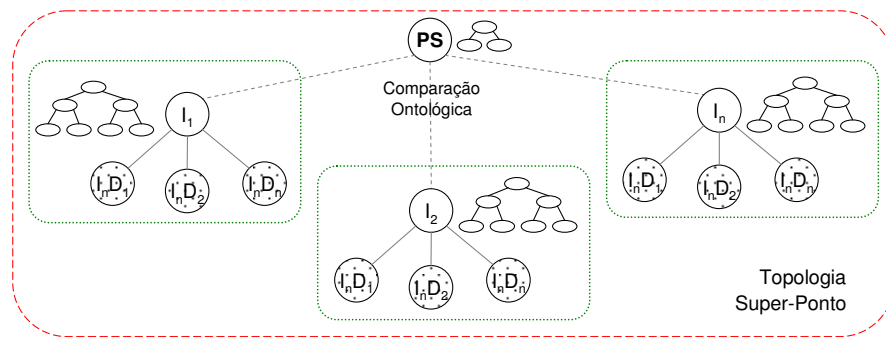 PS
Comparação
Ontológica
I₁
IₙD₁
IₙD₂
IₙDₙ
I₂
IₙD₁
IₙD₂
IₙDₙ
Iₙ
IₙD₁
IₙD₂
IₙDₙ
Topologia
Super-Ponto